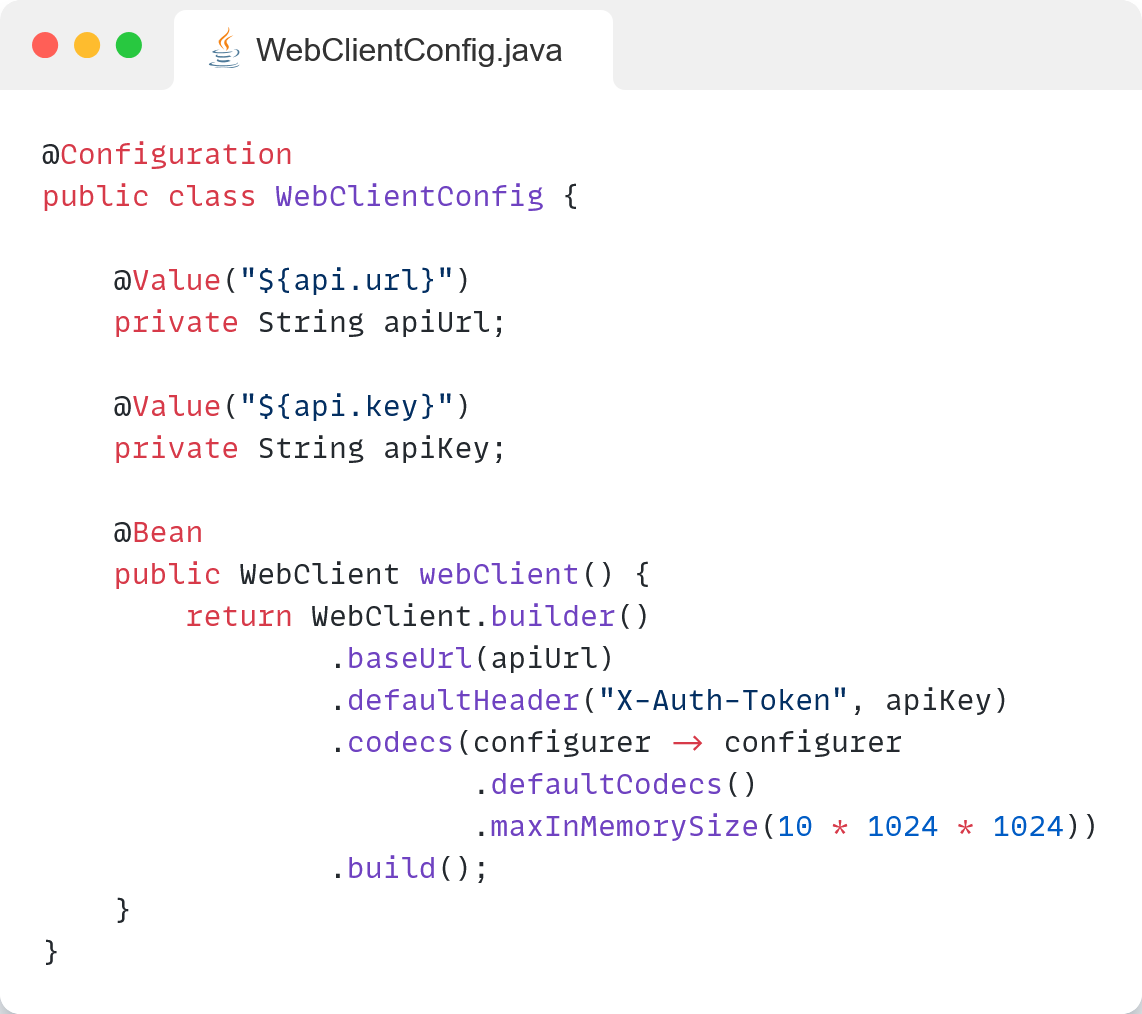 WebClientConfig.java
@Configuration
public class WebClientConfig {
@Value("${api.url}")
private String apiUrl;
@Value("${api.key}")
private String apiKey;
@Bean
public WebClient webClient() {
return WebClient.builder()
.baseUrl(apiUrl)
.defaultHeader("X-Auth-Token", apiKey)
.codecs(configurer -> configurer
.defaultCodecs()
.maxInMemorySize(10 * 1024 * 1024))
.build();
}
}